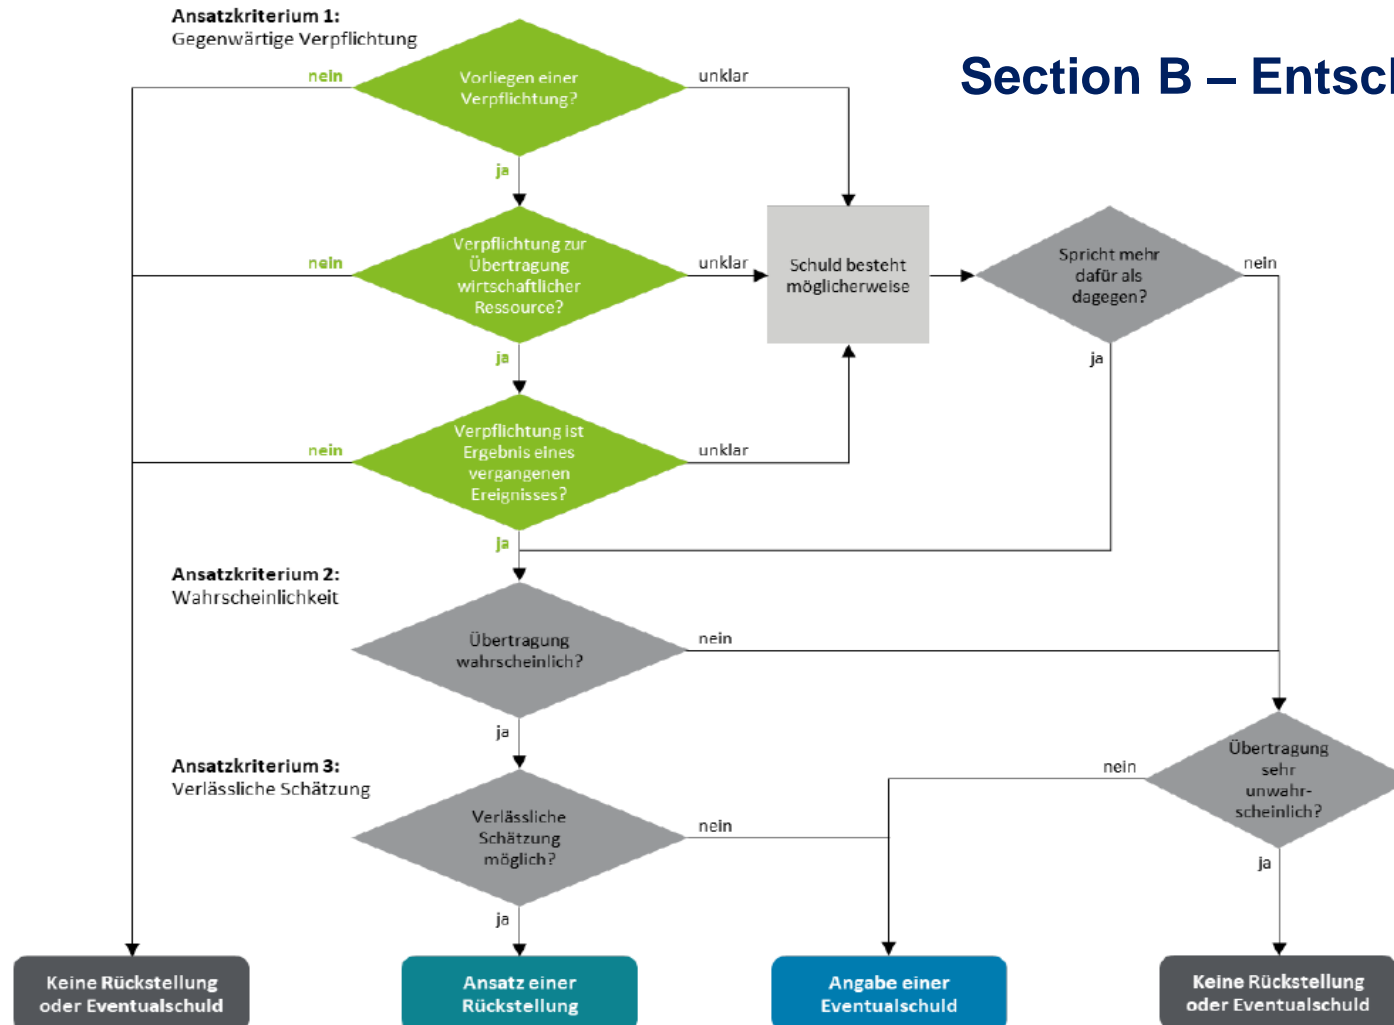 Ansatzkriterium 1:
Gegenwärtige Verpflichtung
Section B – Entscl
nein
Vorliegen einer
Verpflichtung?
unklar
ja
nein
Verpflichtung zur
Übertragung
wirtschaftlicher
Ressource?
unklar
Schuld besteht
möglicherweise
Spricht mehr
dafür als
dagegen?
nein
ja
ja
nein
Verpflichtung ist
Ergebnis eines
vergangenen
Ereignisses?
unklar
ja
Ansatzkriterium 2:
Wahrscheinlichkeit
Übertragung
wahrscheinlich?
nein
ja
Ansatzkriterium 3:
Verlässliche Schätzung
Verlässliche
Schätzung
möglich?
nein
nein
Übertragung
sehr
unwahr-
scheinlich?
ja
ja
Keine Rückstellung
oder Eventualschuld
Ansatz einer
Rückstellung
Angabe einer
Eventualschuld
Keine Rückstellung
oder Eventualschuld